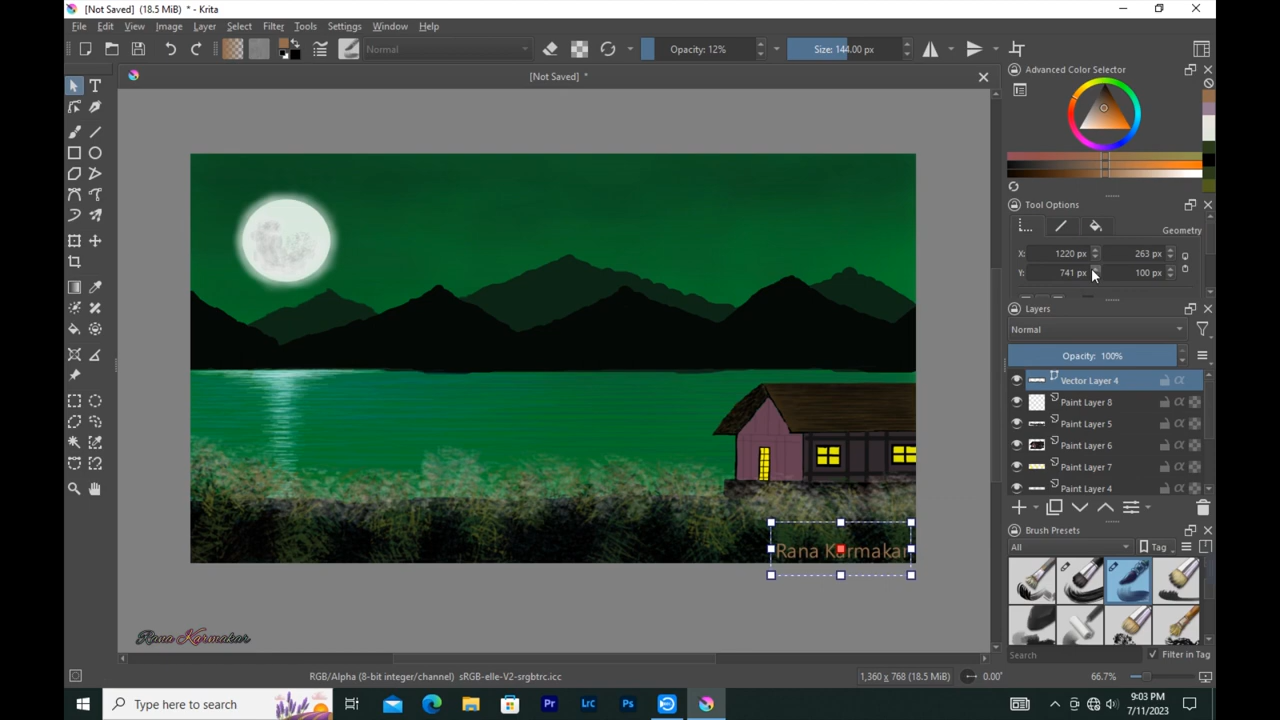 [Not Saved] (18.5 MiB) * - Krita
File Edit View Image Layer Select Filter Tools Settings Window Help
Normal
Opacity: 12%
Size: 144.00 px
[Not Saved] *
Advanced Color Selector
Tool Options
Geometry
X: 1220 px 263 px
Y: 741 px 100 px
Layers
Normal
Opacity: 100%
Vector Layer 4
Paint Layer 8
Paint Layer 5
Paint Layer 6
Paint Layer 7
Paint Layer 4
Brush Presets
All
Tag
Search
Filter in Tag
Rana Karmakar
Rana Karmakar
RGB/Alpha (8-bit integer/channel) sRGB-elle-V2-srgbtrc.icc
1,360 x 768 (18.5 MiB)
0.00°
66.7%
Type here to search
Pr
Lrc
Ps
9:03 PM
7/11/2023